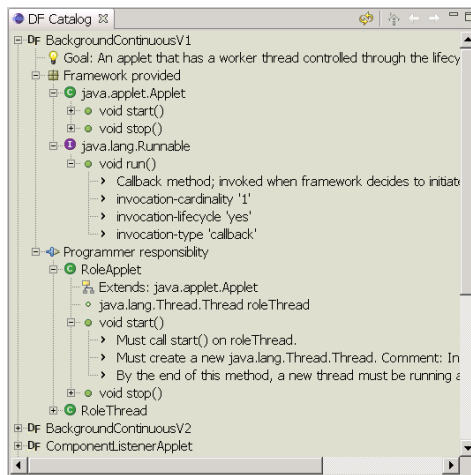 DF Catalog
DF BackgroundContinuousV1
Goal: An applet that has a worker thread controlled through the lifecy
Framework provided
java.applet.Applet
void start()
void stop()
java.lang.Runnable
void run()
Callback method; invoked when framework decides to initiate
invocation-cardinality '1'
invocation-lifecycle 'yes'
invocation-type 'callback'
Programmer responsiblity
RoleApplet
Extends: java.applet.Applet
java.lang.Thread.Thread roleThread
void start()
Must call start() on roleThread.
Must create a new java.lang.Thread.Thread. Comment: In
By the end of this method, a new thread must be running a
void stop()
RoleThread
DF BackgroundContinuousV2
DF ComponentListenerApplet